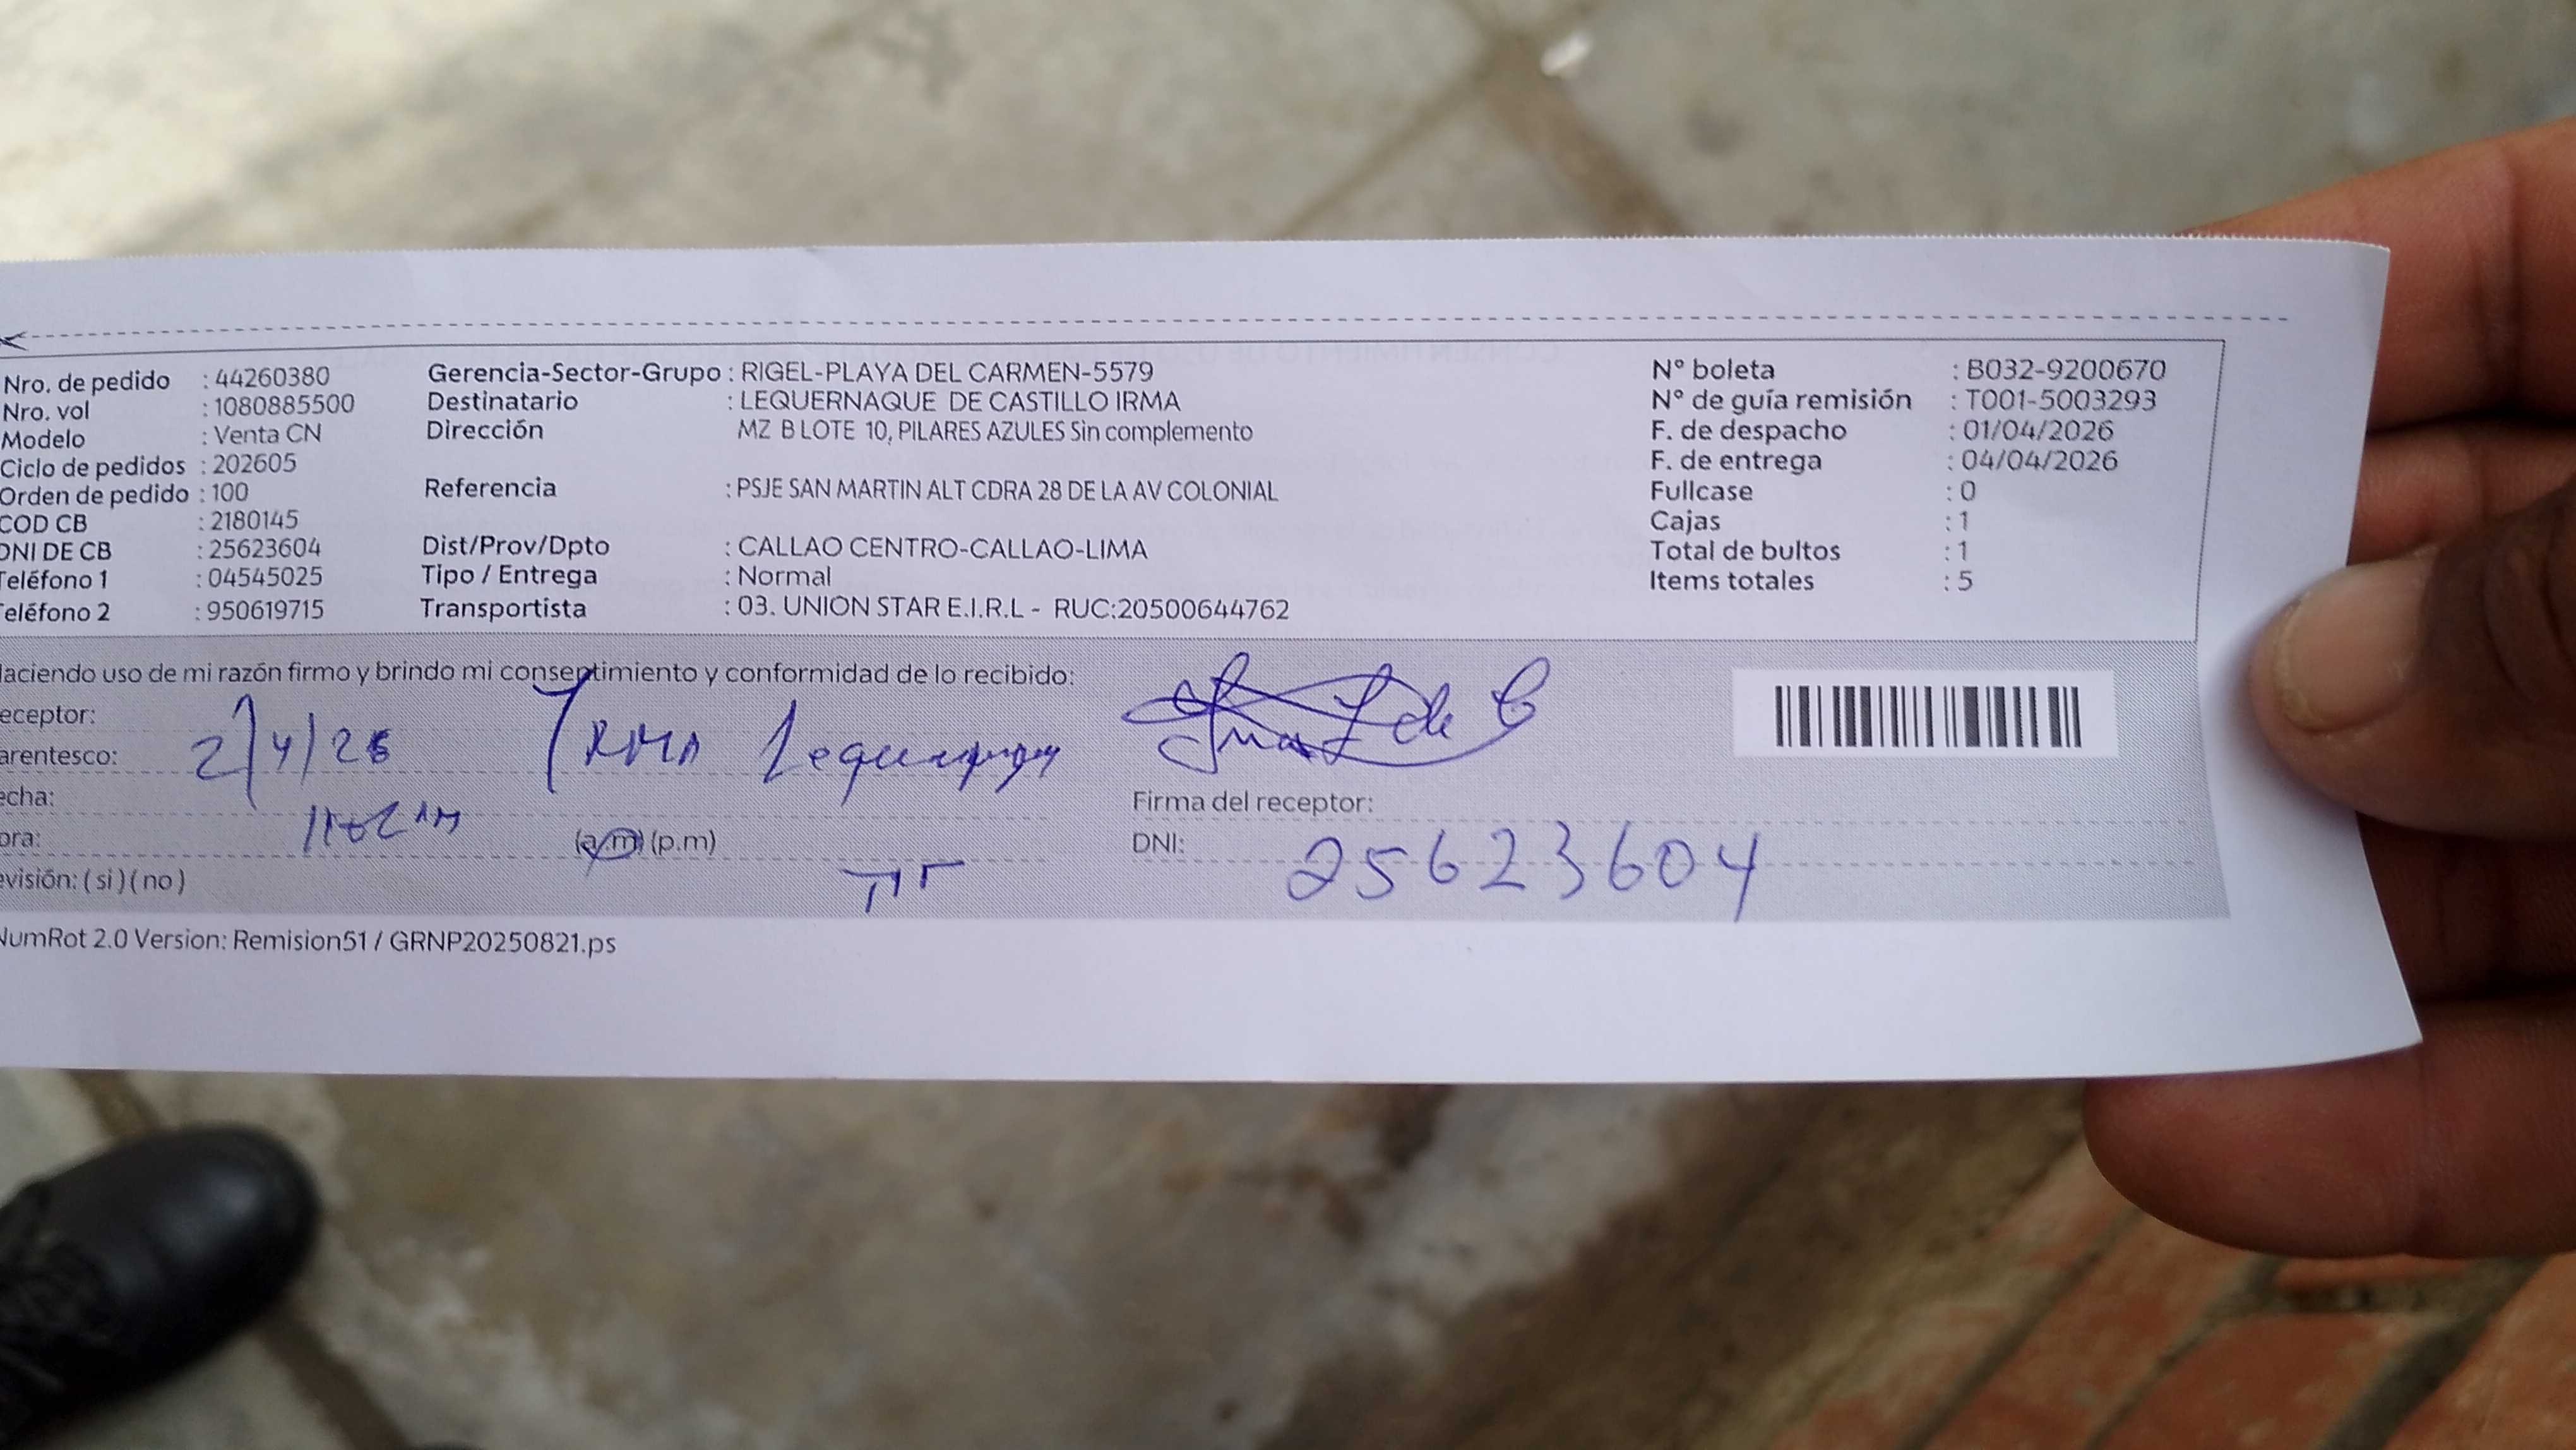 Nro. de pedido : 44260380 Gerencia-Sector-Grupo : RIGEL-PLAYA DEL CARMEN-5579 N° boleta : B032-9200670
Nro. vol : 1080885500 Destinatario : LEQUERNAQUE DE CASTILLO IRMA N° de guía remisión : T001-5003293
Modelo : Venta CN Dirección MZ B LOTE 10, PILARES AZULES Sin complemento F. de despacho : 01/04/2026
Ciclo de pedidos : 202605 F. de entrega : 04/04/2026
Orden de pedido : 100 Referencia : PSJE SAN MARTIN ALT CDRA 28 DE LA AV COLONIAL Fullcase : 0
COD CB : 2180145 Cajas : 1
DNI DE CB : 25623604 Dist/Prov/Dpto : CALLAO CENTRO-CALLAO-LIMA Total de bultos : 1
Teléfono 1 : 04545025 Tipo / Entrega : Normal Items totales : 5
Teléfono 2 : 950619715 Transportista : 03. UNION STAR E.I.R.L - RUC:20500644762
Haciendo uso de mi razón firmo y brindo mi consentimiento y conformidad de lo recibido:
eceptor:
arentesco: 2/4/26 IRMA
echa: Firma del receptor:
ora: (a.m) (p.m) DNI: 25623604
evisión: ( si ) ( no ) TT
NumRot 2.0 Version: Remision51 / GRNP20250821.ps